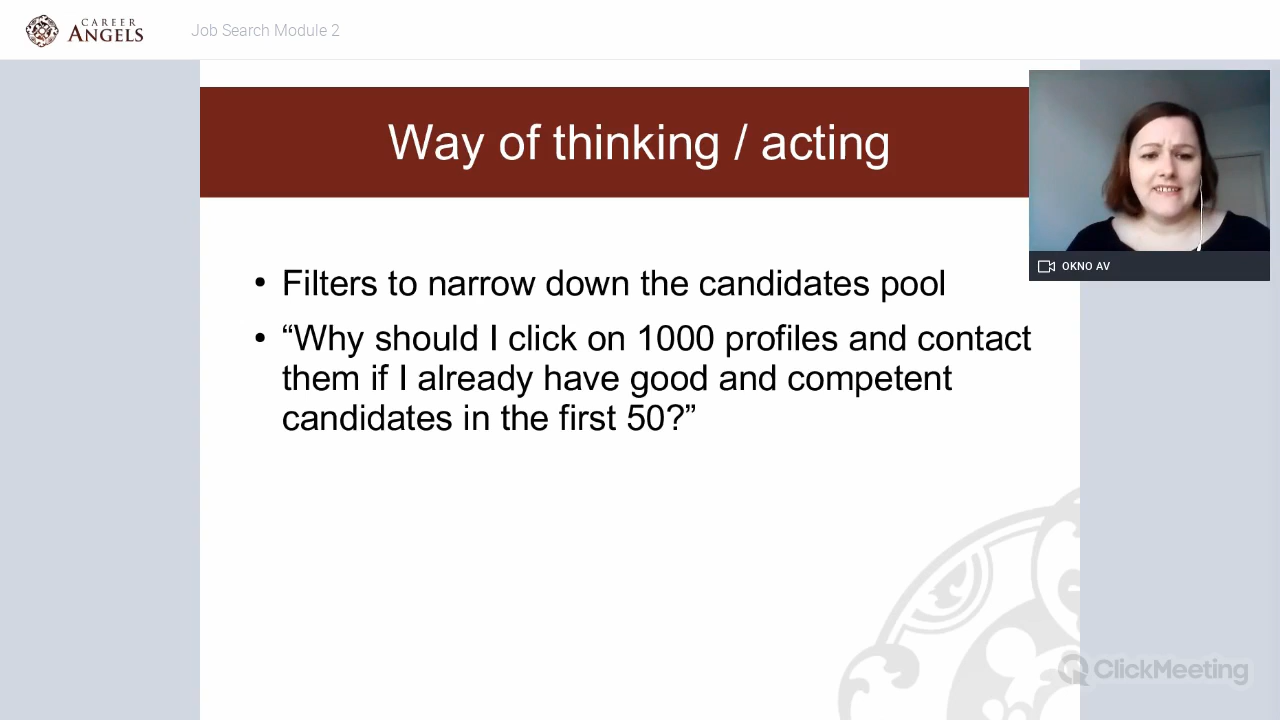 CAREER
ANGELS
Job Search Module 2
Way of thinking / acting
OKNO AV
• Filters to narrow down the candidates pool
• “Why should I click on 1000 profiles and contact
them if I already have good and competent
candidates in the first 50?”
ClickMeeting